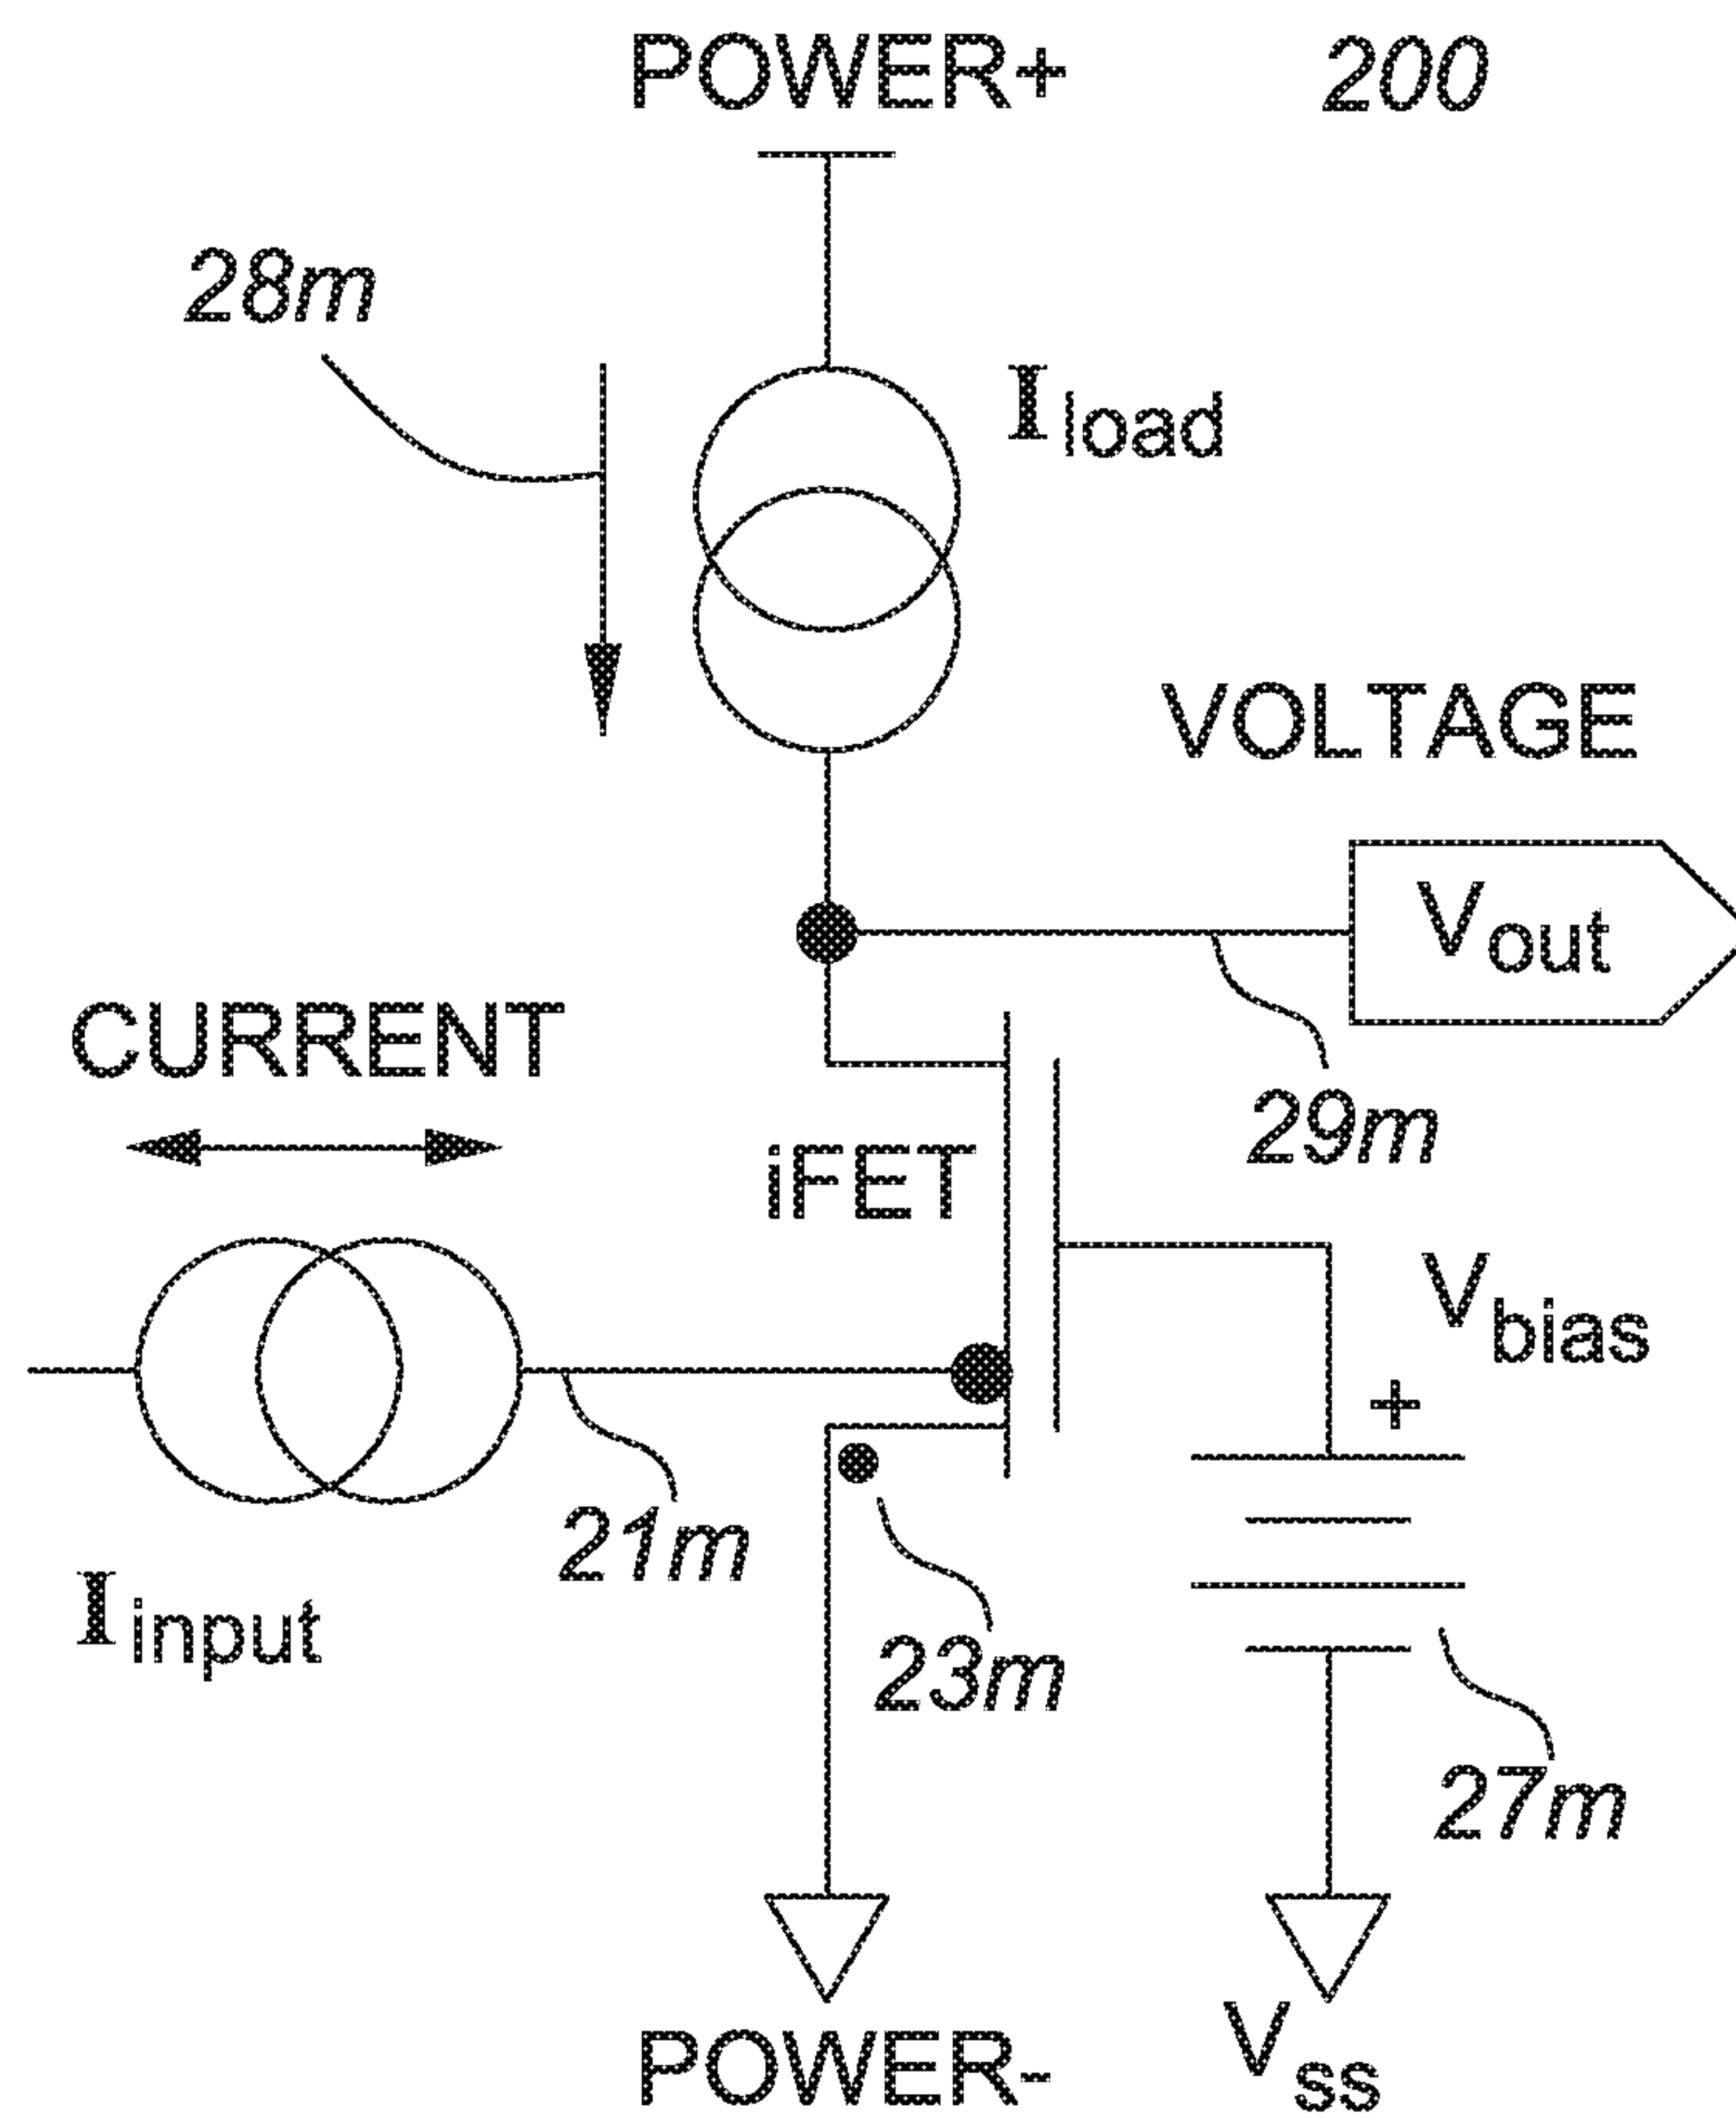 POWER+ 200
28m
Iload
VOLTAGE
Vout
CURRENT
29m
iFET
Vbias
+
21m
Iinput
23m
27m
POWER-
Vss